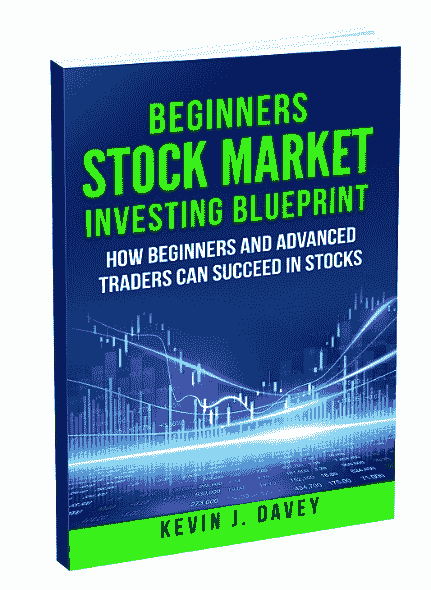 BEGINNERS
STOCK MARKET
INVESTING BLUEPRINT
HOW BEGINNERS AND ADVANCED
TRADERS CAN SUCCEED IN STOCKS
KEVIN J. DAVEY